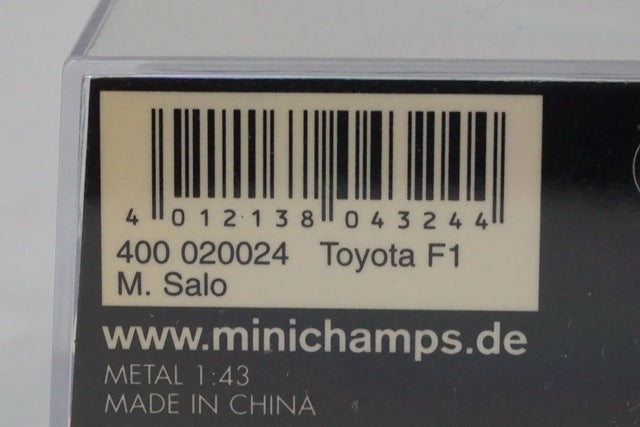 4 012138 043244
400 020024 Toyota F1
M. Salo
www.minichamps.de
METAL 1:43
MADE IN CHINA